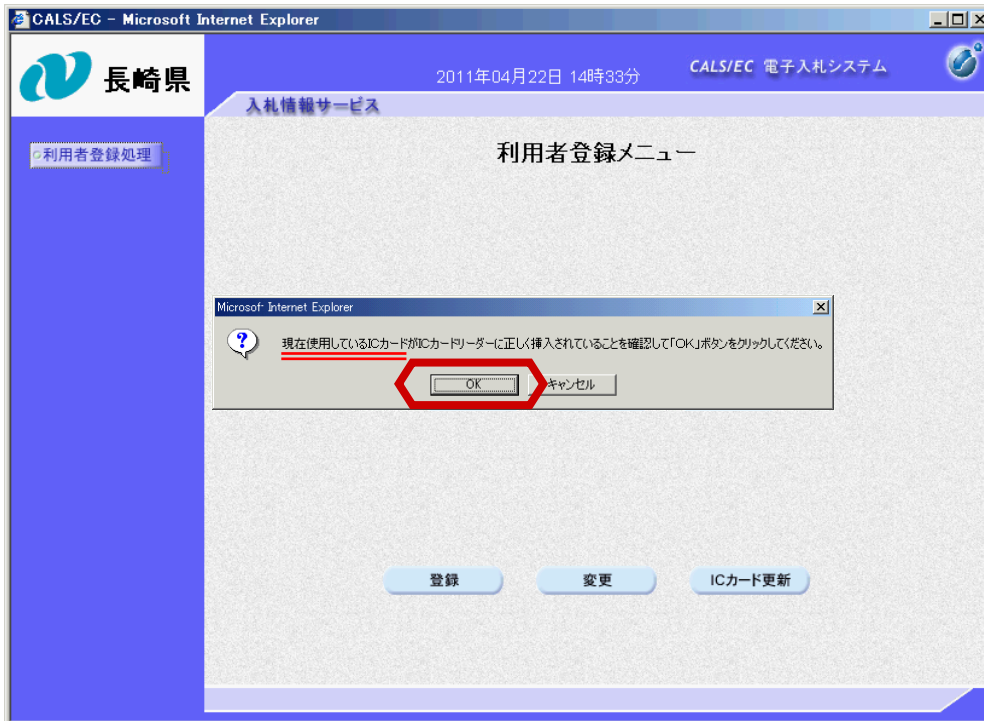 CALS/EC - Microsoft Internet Explorer
長崎県
2011年04月22日 14時33分
CALS/EC 電子入札システム
入札情報サービス
利用者登録処理
利用者登録メニュー
Microsoft Internet Explorer
現在使用しているICカードがICカードリーダーに正しく挿入されていることを確認して「OK」ボタンをクリックしてください。
OK
キャンセル
登録
変更
ICカード更新